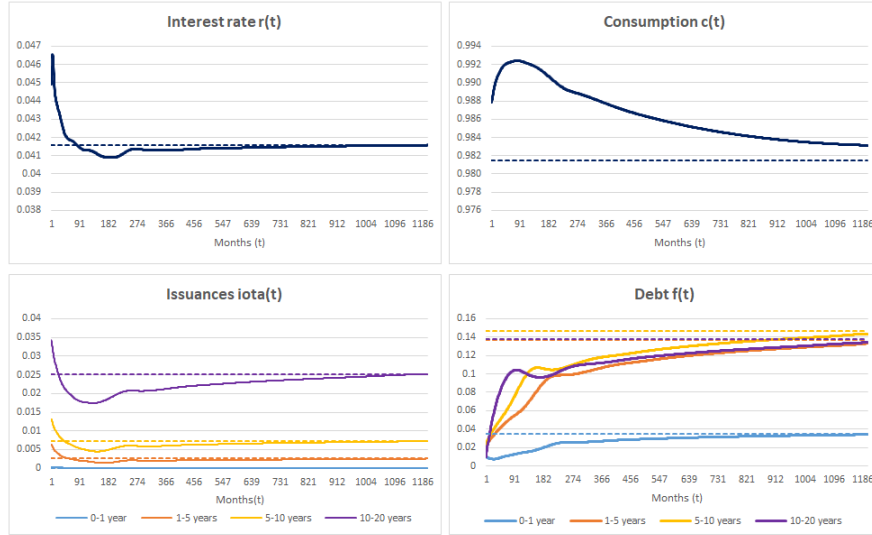 Interest rate r(t)
0.047
0.046
0.045
0.044
0.043
0.042
0.041
0.04
0.039
0.038
1 91 182 274 366 456 547 639 731 821 912 1004 1096 1186
Months (t)
Consumption c(t)
0.994
0.992
0.990
0.988
0.986
0.984
0.982
0.980
0.978
0.976
1 91 182 274 366 456 547 639 731 821 912 1004 1096 1186
Months (t)
Issuances iota(t)
0.04
0.035
0.03
0.025
0.02
0.015
0.01
0.005
0
1 91 182 274 366 456 547 639 731 821 912 1004 1096 1186
Months(t)
0-1 year 1-5 years 5-10 years 10-20 years
Debt f(t)
0.16
0.14
0.12
0.1
0.08
0.06
0.04
0.02
0
1 91 182 274 366 456 547 639 731 821 912 1004 1096 1186
Months (t)
0-1 year 1-5 years 5-10 years 10-20 years